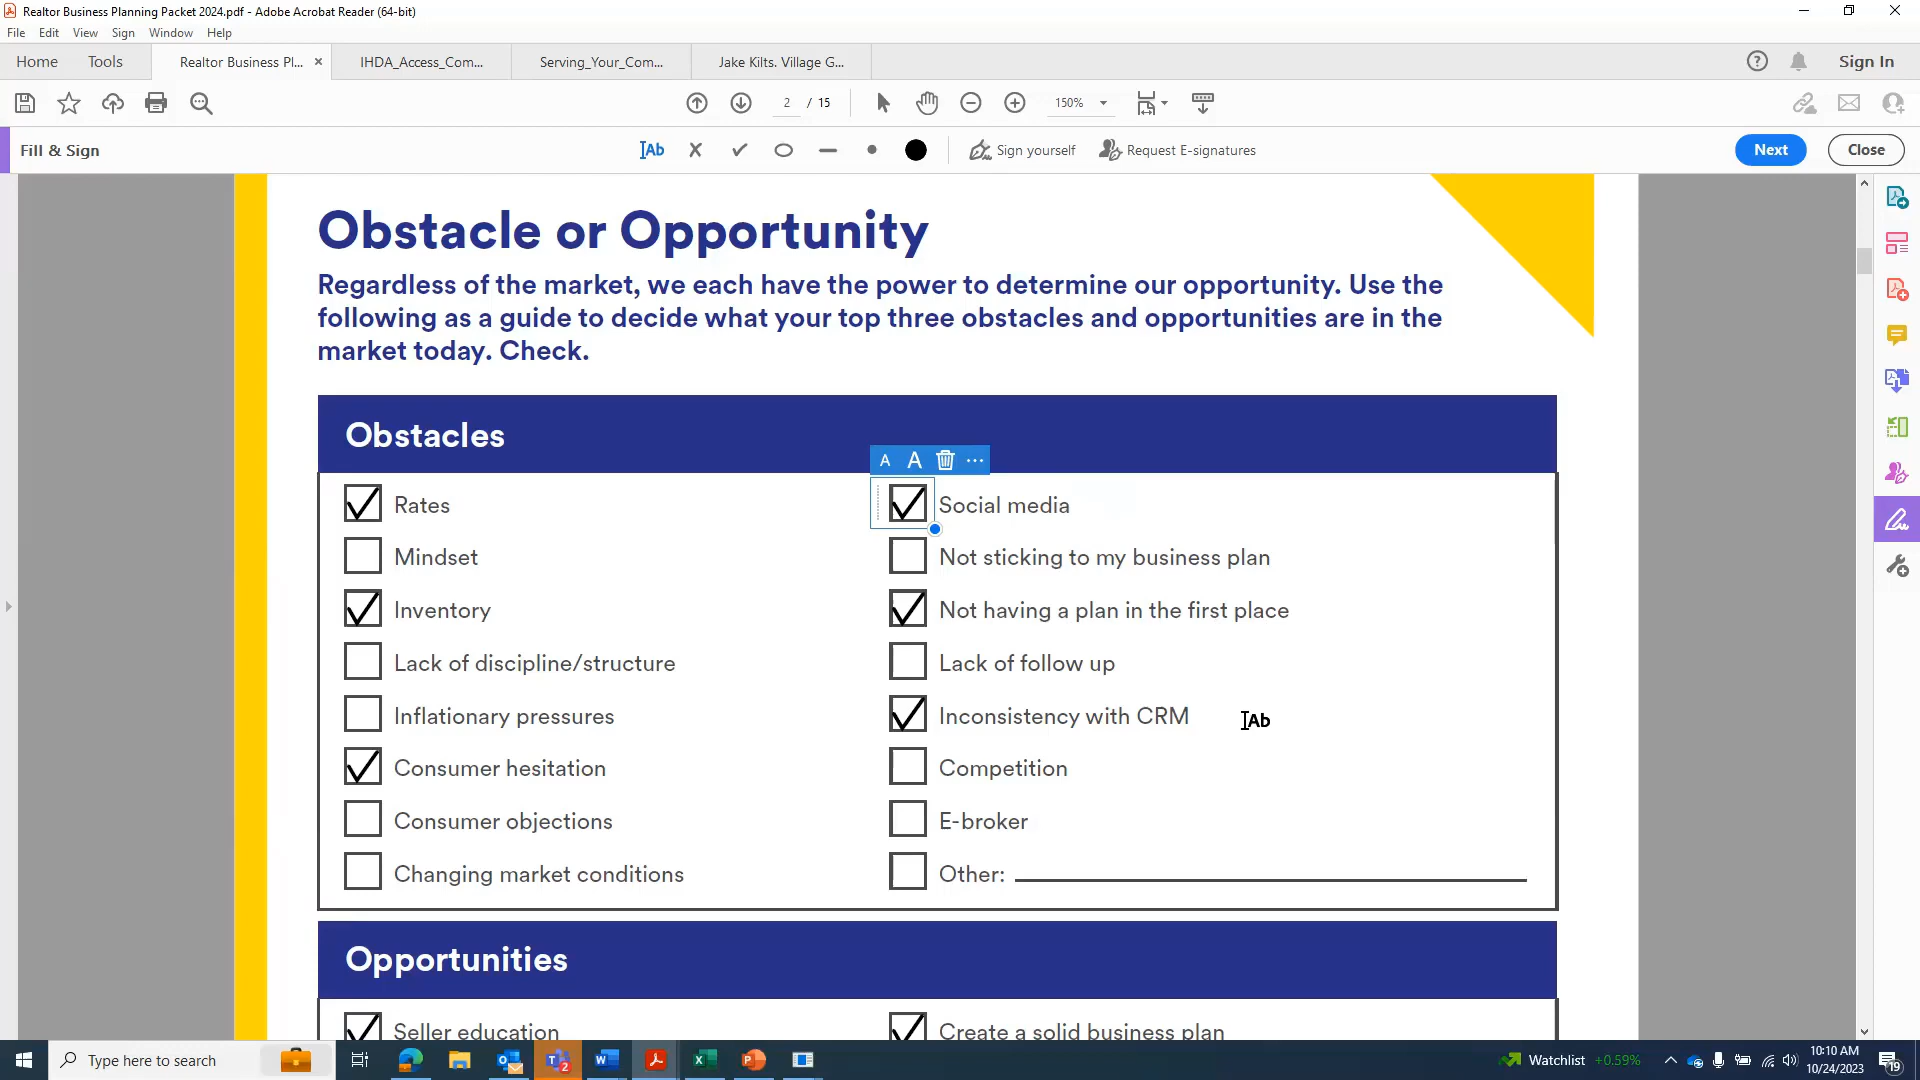 Realtor Business Planning Packet 2024.pdf - Adobe Acrobat Reader (64-bit)
File Edit View Sign Window Help
Home Tools Realtor Business Pl... × IHDA_Access_Com... Serving_Your_Com... Jake Kilts. Village G... Sign In
2 / 15 150%
Fill & Sign Ab Sign yourself Request E-signatures Next Close
Obstacle or Opportunity
Regardless of the market, we each have the power to determine our opportunity. Use the
following as a guide to decide what your top three obstacles and opportunities are in the
market today. Check.
Obstacles
A A ...
Rates Social media
Mindset Not sticking to my business plan
Inventory Not having a plan in the first place
Lack of discipline/structure Lack of follow up
Inflationary pressures Inconsistency with CRM Ab
Consumer hesitation Competition
Consumer objections E-broker
Changing market conditions Other:
Opportunities
Seller education Create a solid business plan
Type here to search 2 Watchlist +0.59% 10:10 AM
10/24/2023 19